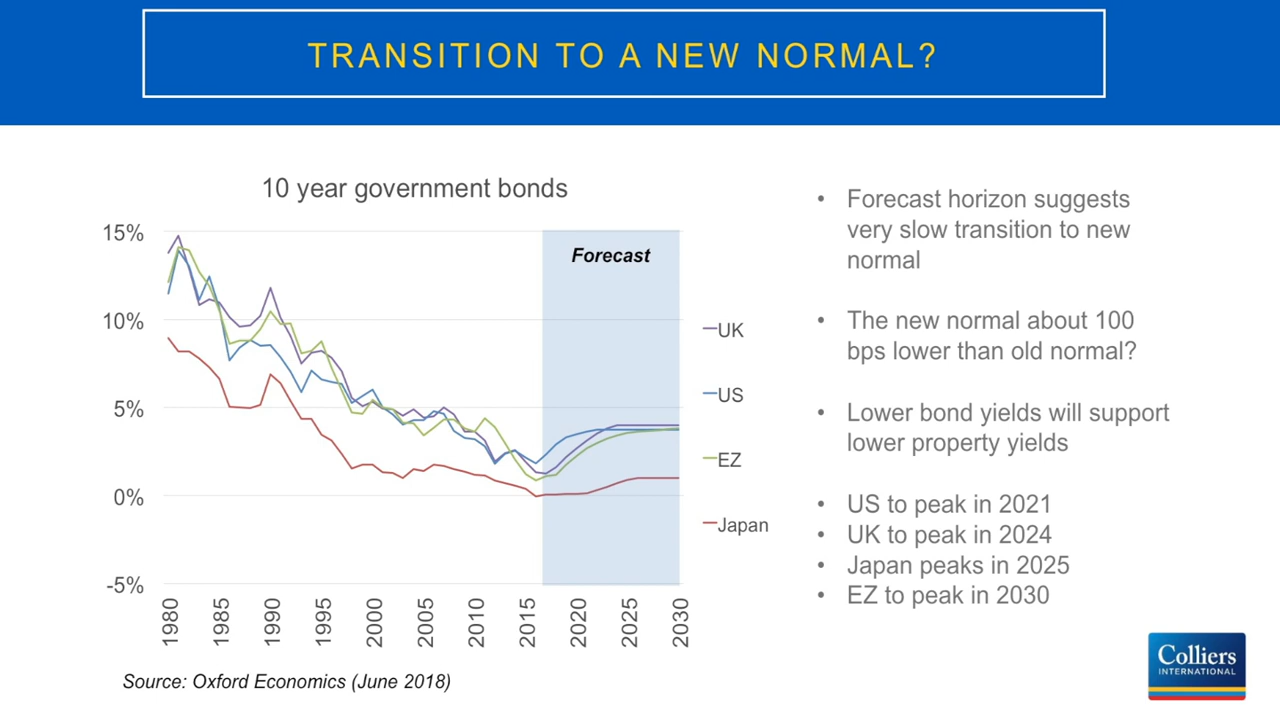 TRANSITION TO A NEW NORMAL?
10 year government bonds
15%
10%
5%
0%
-5%
Forecast
1980
1985
1990
1995
2000
2005
2010
2015
2020
2025
2030
UK
US
EZ
Japan
Source: Oxford Economics (June 2018)
• Forecast horizon suggests
very slow transition to new
normal
• The new normal about 100
bps lower than old normal?
• Lower bond yields will support
lower property yields
• US to peak in 2021
• UK to peak in 2024
• Japan peaks in 2025
• EZ to peak in 2030
Colliers
INTERNATIONAL